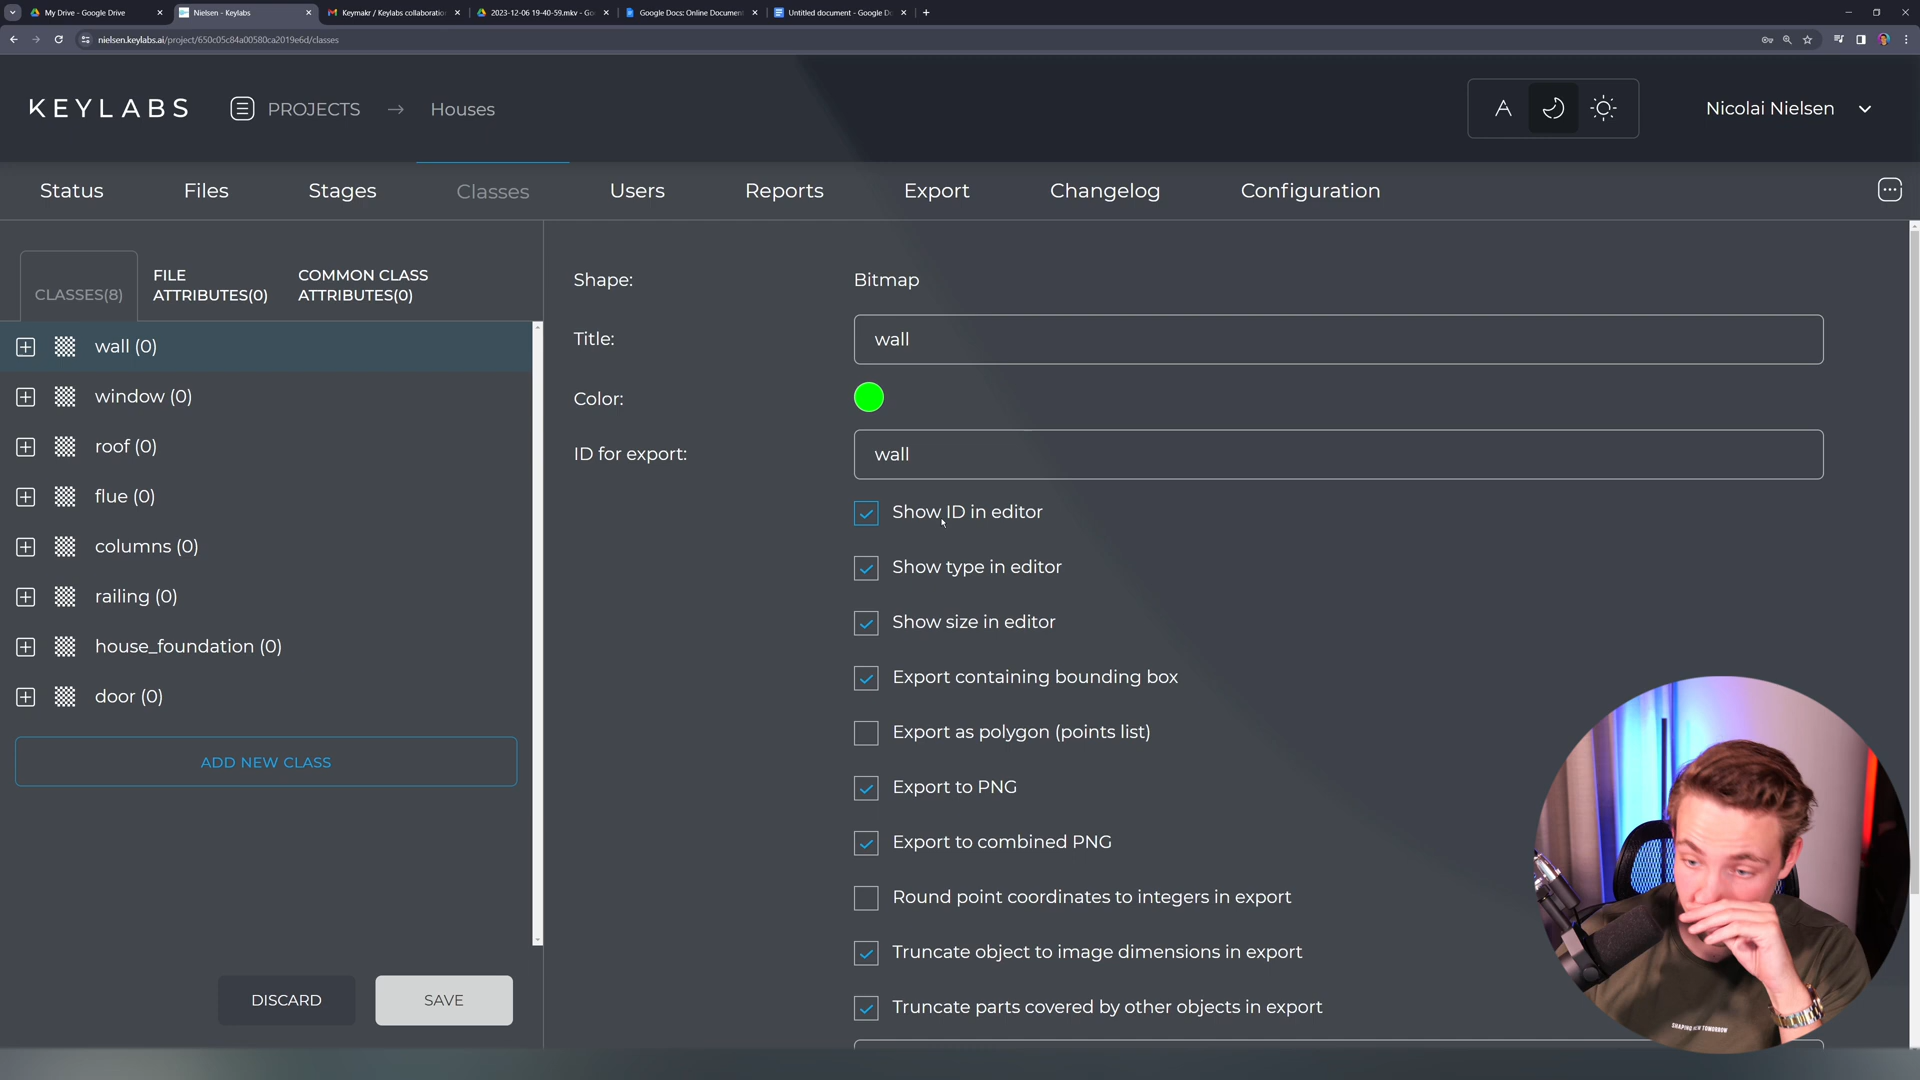 My Drive - Google Drive
Nielsen - Keylabs
Keymakr / Keylabs collaboration
2023-12-06 19-40-59.mkv - Go
Google Docs: Online Document
Untitled document - Google Do
nielsen.keylabs.ai/project/650c05c84a00580ca2019e6d/classes
KEYLABS
PROJECTS → Houses
A
Nicolai Nielsen
Status
Files
Stages
Classes
Users
Reports
Export
Changelog
Configuration
CLASSES(8)
FILE
ATTRIBUTES(0)
COMMON CLASS
ATTRIBUTES(0)
wall (0)
window (0)
roof (0)
flue (0)
columns (0)
railing (0)
house_foundation (0)
door (0)
ADD NEW CLASS
DISCARD
SAVE
Shape: Bitmap
Title: wall
Color:
ID for export: wall
Show ID in editor
Show type in editor
Show size in editor
Export containing bounding box
Export as polygon (points list)
Export to PNG
Export to combined PNG
Round point coordinates to integers in export
Truncate object to image dimensions in export
Truncate parts covered by other objects in export
SHAPING NEW TOMORROW